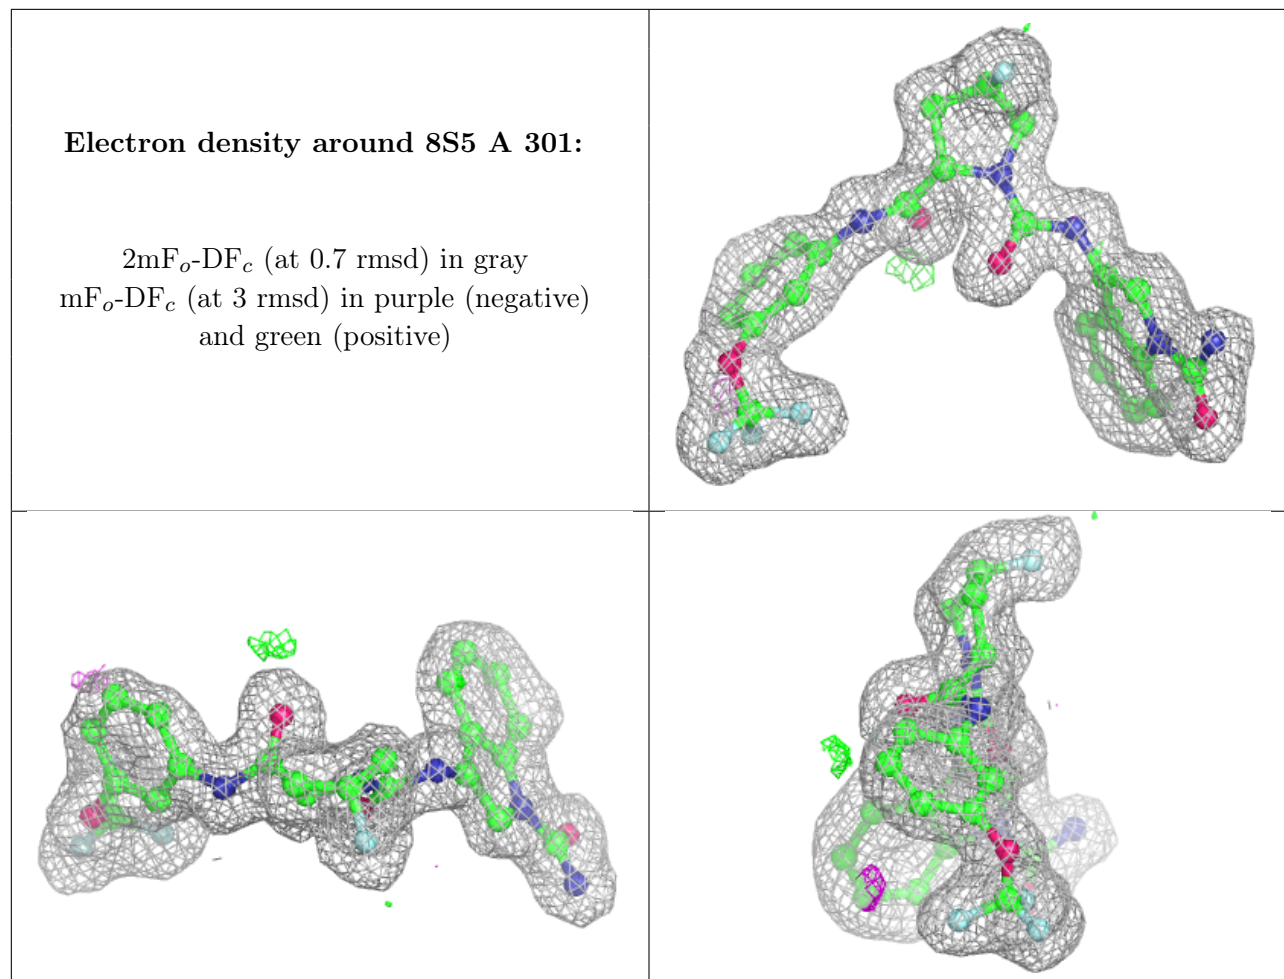 Electron density around 8S5 A 301:
2mFo-DFc (at 0.7 rmsd) in gray
mFo-DFc (at 3 rmsd) in purple (negative)
and green (positive)